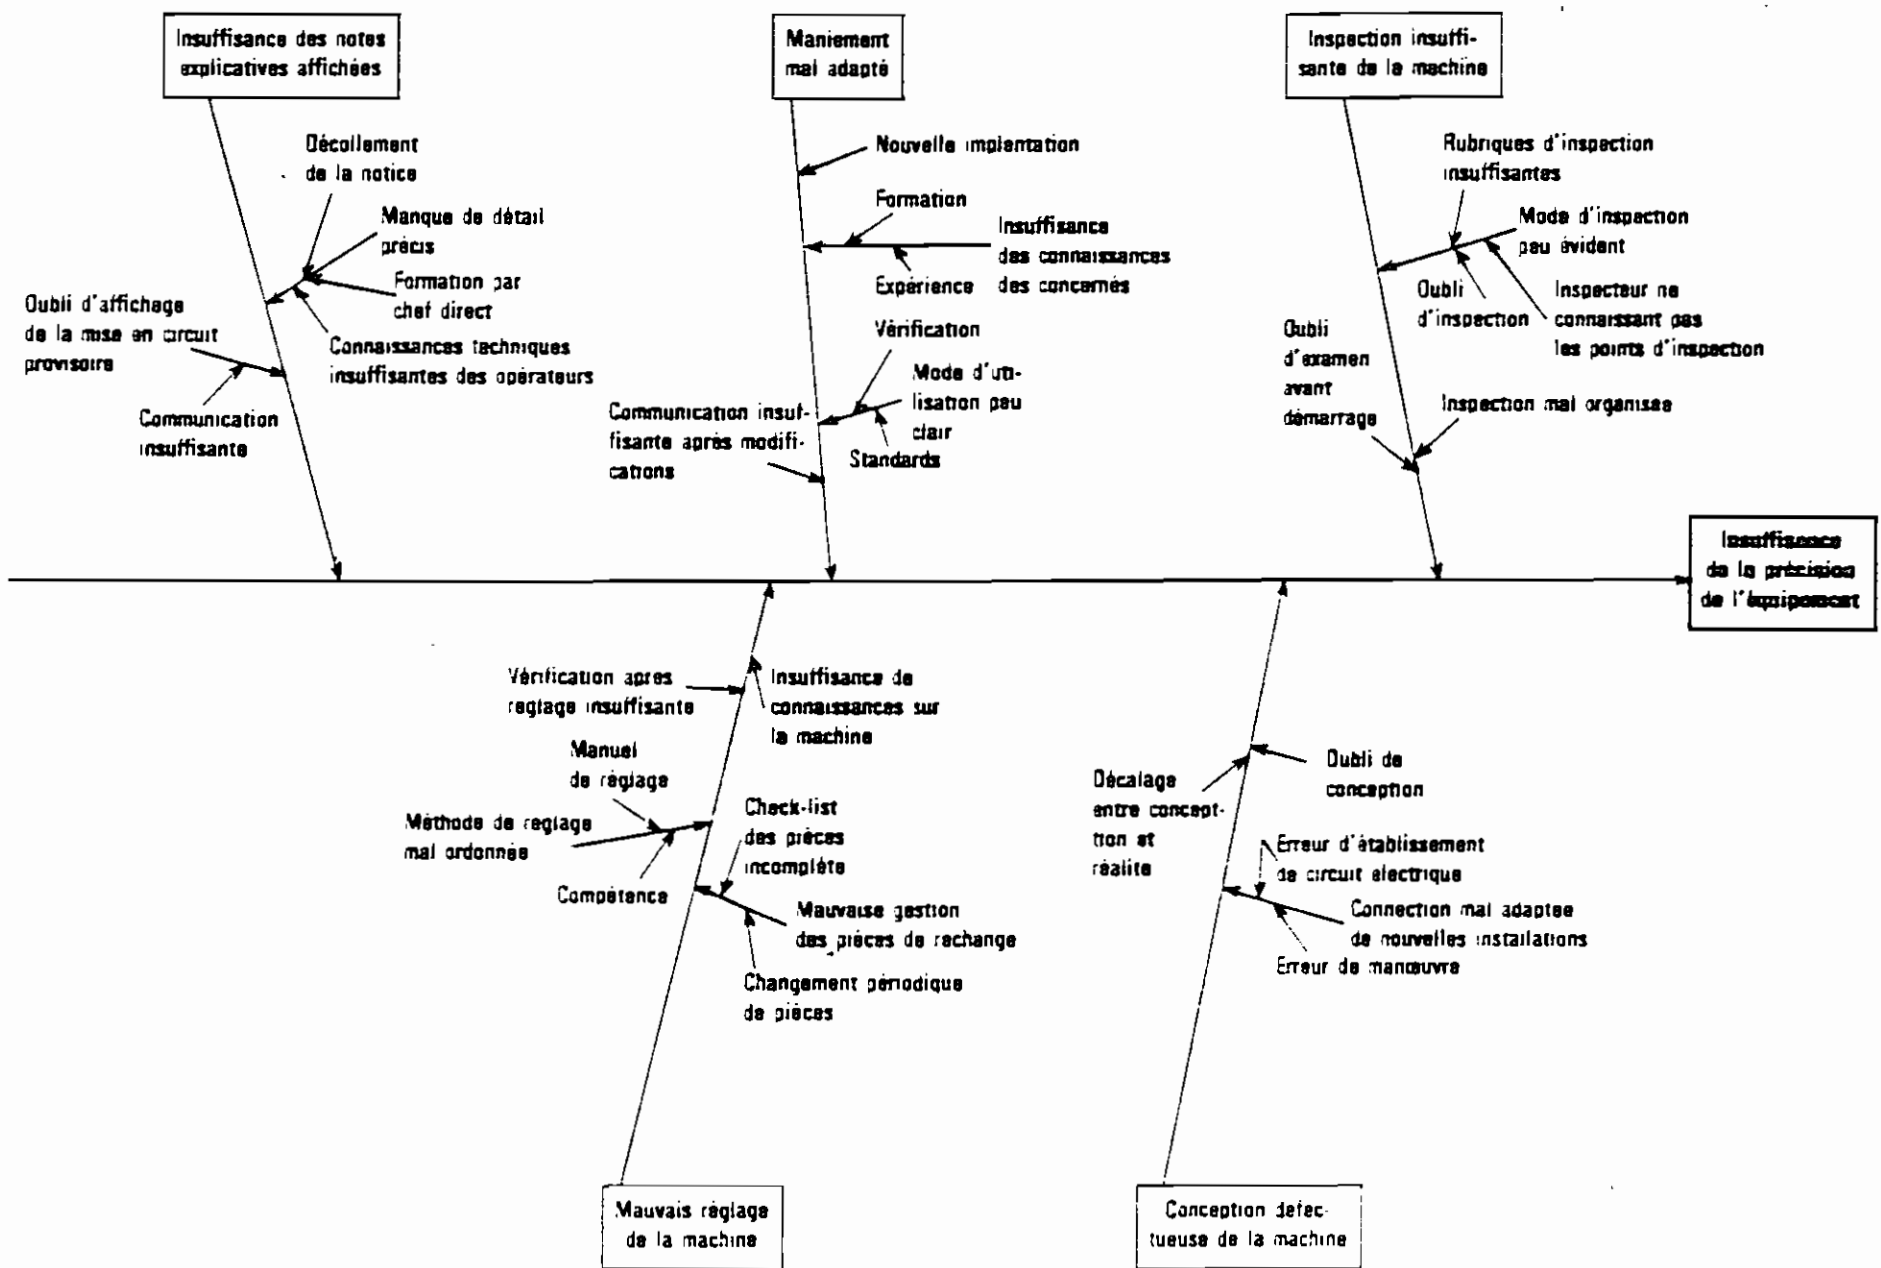 Insuffisance des notes
explicatives affichées
Maniement
mal adapté
Inspection insuffi-
sante de la machine
Décollement
de la notice
Manque de détail
précis
Formation par
chef direct
Connaissances techniques
insuffisantes des opérateurs
Oubli d'affichage
de la mise en circuit
provisoire
Communication
insuffisante
Nouvelle implantation
Formation
Insuffisance
des connaissances
des concernés
Expérience
Vérification
Mode d'uti-
lisation peu
clair
Standards
Communication insuf-
fisante après modifi-
cations
Rubriques d'inspection
insuffisantes
Mode d'inspection
peu évident
Oubli
d'inspection
Inspecteur ne
connaissant pas
les points d'inspection
Oubli
d'examen
avant
démarrage
Inspection mal organisée
Insuffisance
de la précision
de l'équipement
Vérification après
réglage insuffisante
Insuffisance de
connaissances sur
la machine
Manuel
de réglage
Méthode de réglage
mal ordonnée
Compétence
Check-list
des pièces
incomplète
Mauvaise gestion
des pièces de rechange
Changement périodique
de pièces
Décalage
entre concept-
tion et
réalité
Oubli de
conception
Erreur d'établissement
de circuit électrique
Connection mal adaptée
de nouvelles installations
Erreur de manœuvre
Mauvais réglage
de la machine
Conception défec-
tueuse de la machine